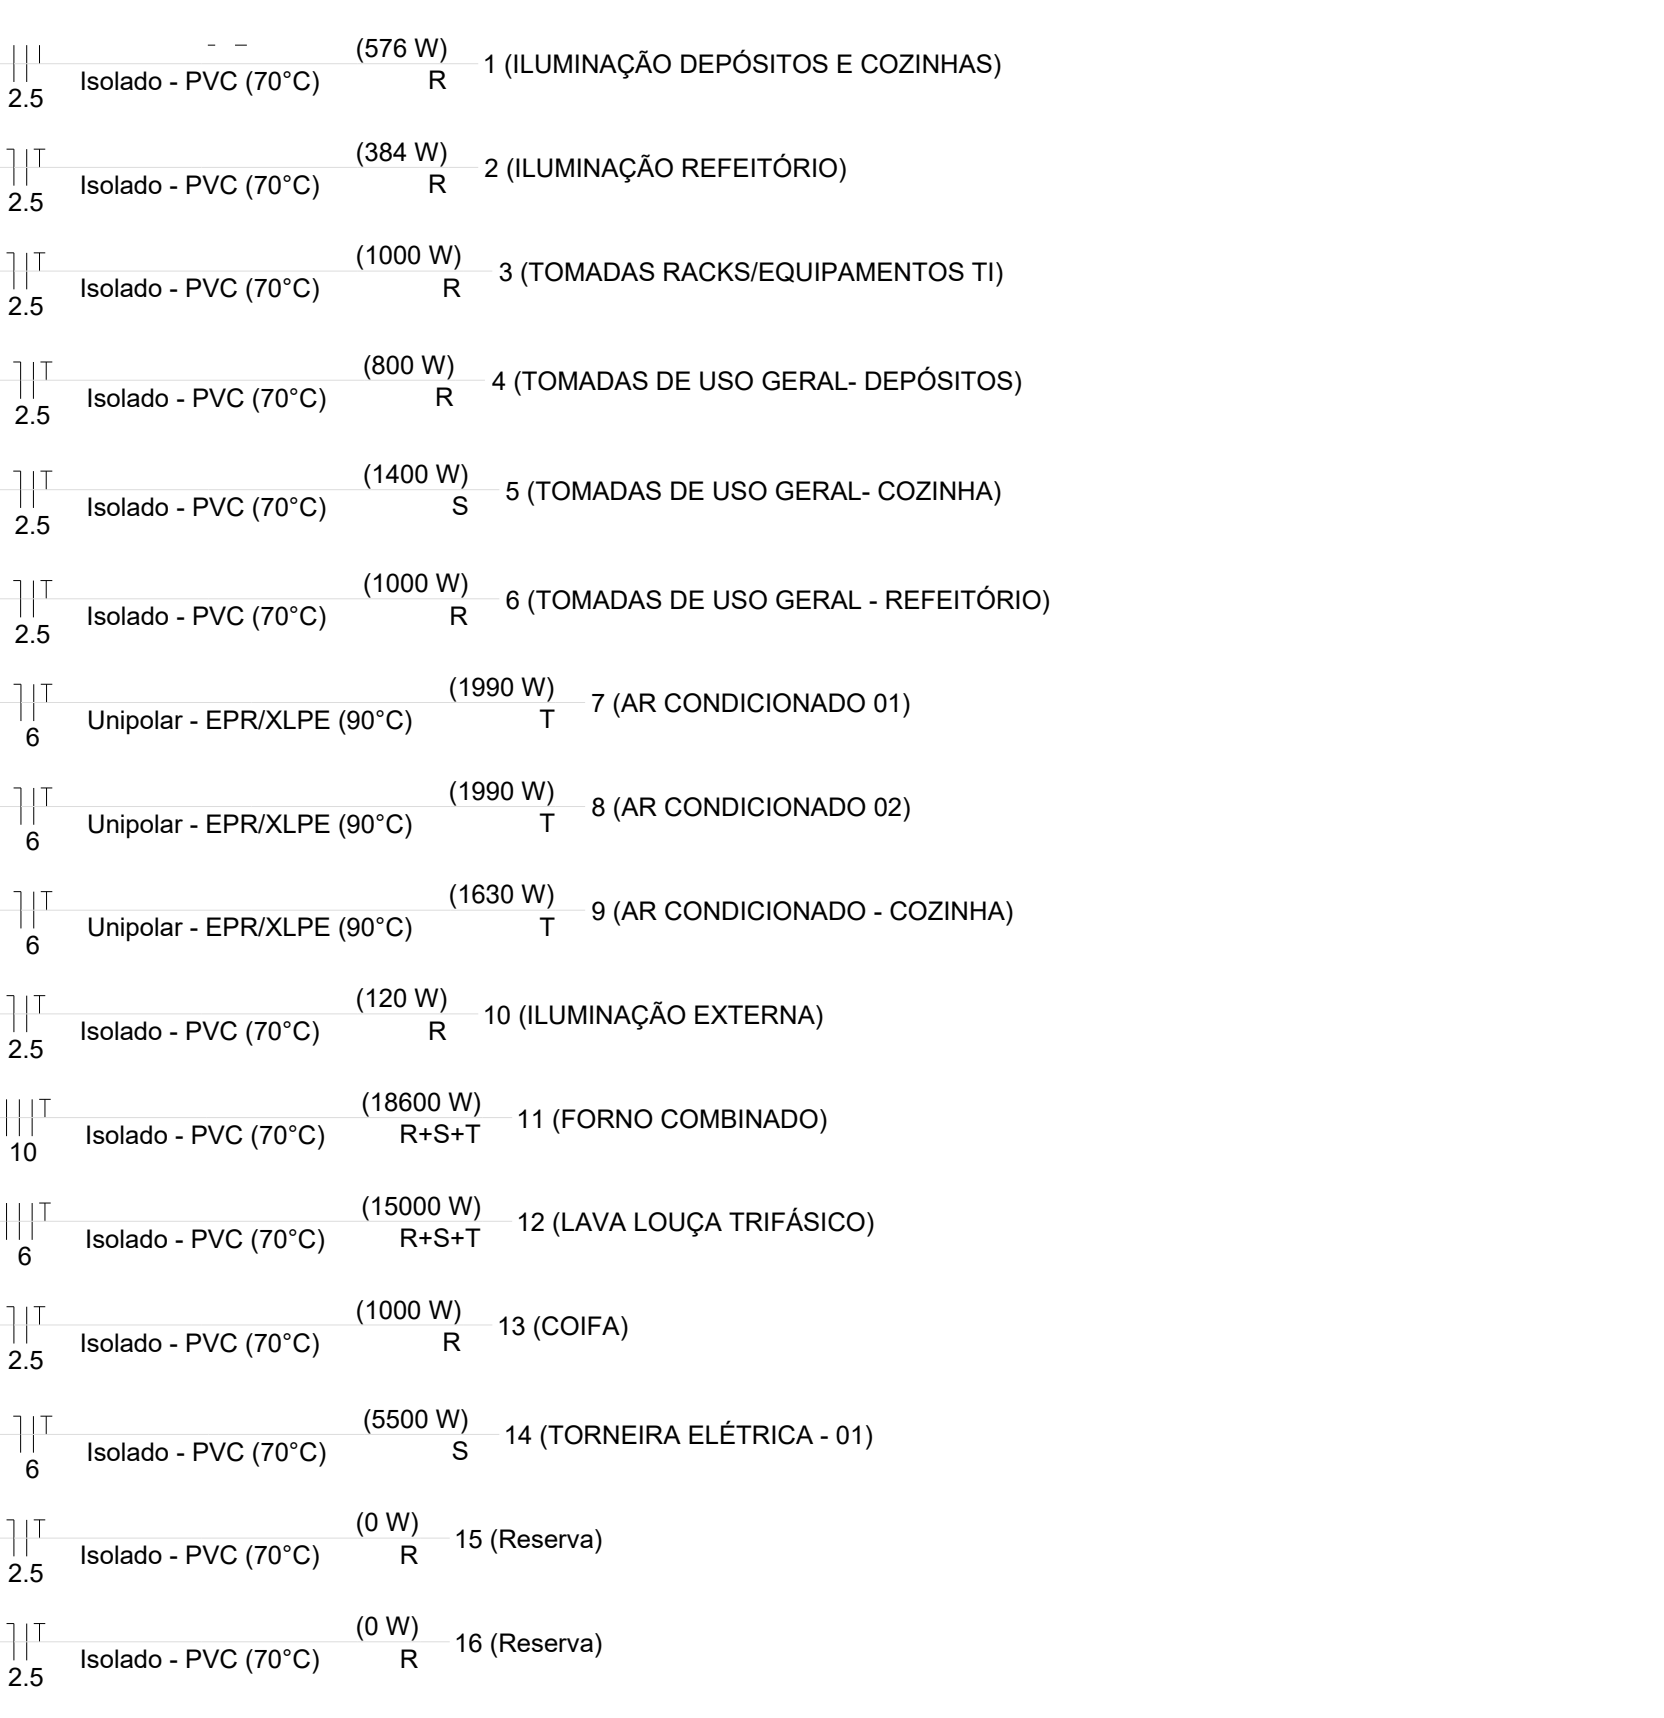 (576 W)
1 (ILUMINAÇÃO DEPÓSITOS E COZINHAS)
Isolado - PVC (70°C) R
2.5
(384 W)
2 (ILUMINAÇÃO REFEITÓRIO)
Isolado - PVC (70°C) R
2.5
(1000 W)
3 (TOMADAS RACKS/EQUIPAMENTOS TI)
Isolado - PVC (70°C) R
2.5
(800 W)
4 (TOMADAS DE USO GERAL- DEPÓSITOS)
Isolado - PVC (70°C) R
2.5
(1400 W)
5 (TOMADAS DE USO GERAL- COZINHA)
Isolado - PVC (70°C) S
2.5
(1000 W)
6 (TOMADAS DE USO GERAL - REFEITÓRIO)
Isolado - PVC (70°C) R
2.5
(1990 W)
7 (AR CONDICIONADO 01)
Unipolar - EPR/XLPE (90°C) T
6
(1990 W)
8 (AR CONDICIONADO 02)
Unipolar - EPR/XLPE (90°C) T
6
(1630 W)
9 (AR CONDICIONADO - COZINHA)
Unipolar - EPR/XLPE (90°C) T
6
(120 W)
10 (ILUMINAÇÃO EXTERNA)
Isolado - PVC (70°C) R
2.5
(18600 W)
11 (FORNO COMBINADO)
Isolado - PVC (70°C) R+S+T
10
(15000 W)
12 (LAVA LOUÇA TRIFÁSICO)
Isolado - PVC (70°C) R+S+T
6
(1000 W)
13 (COIFA)
Isolado - PVC (70°C) R
2.5
(5500 W)
14 (TORNEIRA ELÉTRICA - 01)
Isolado - PVC (70°C) S
6
(0 W)
15 (Reserva)
Isolado - PVC (70°C) R
2.5
(0 W)
16 (Reserva)
Isolado - PVC (70°C) R
2.5